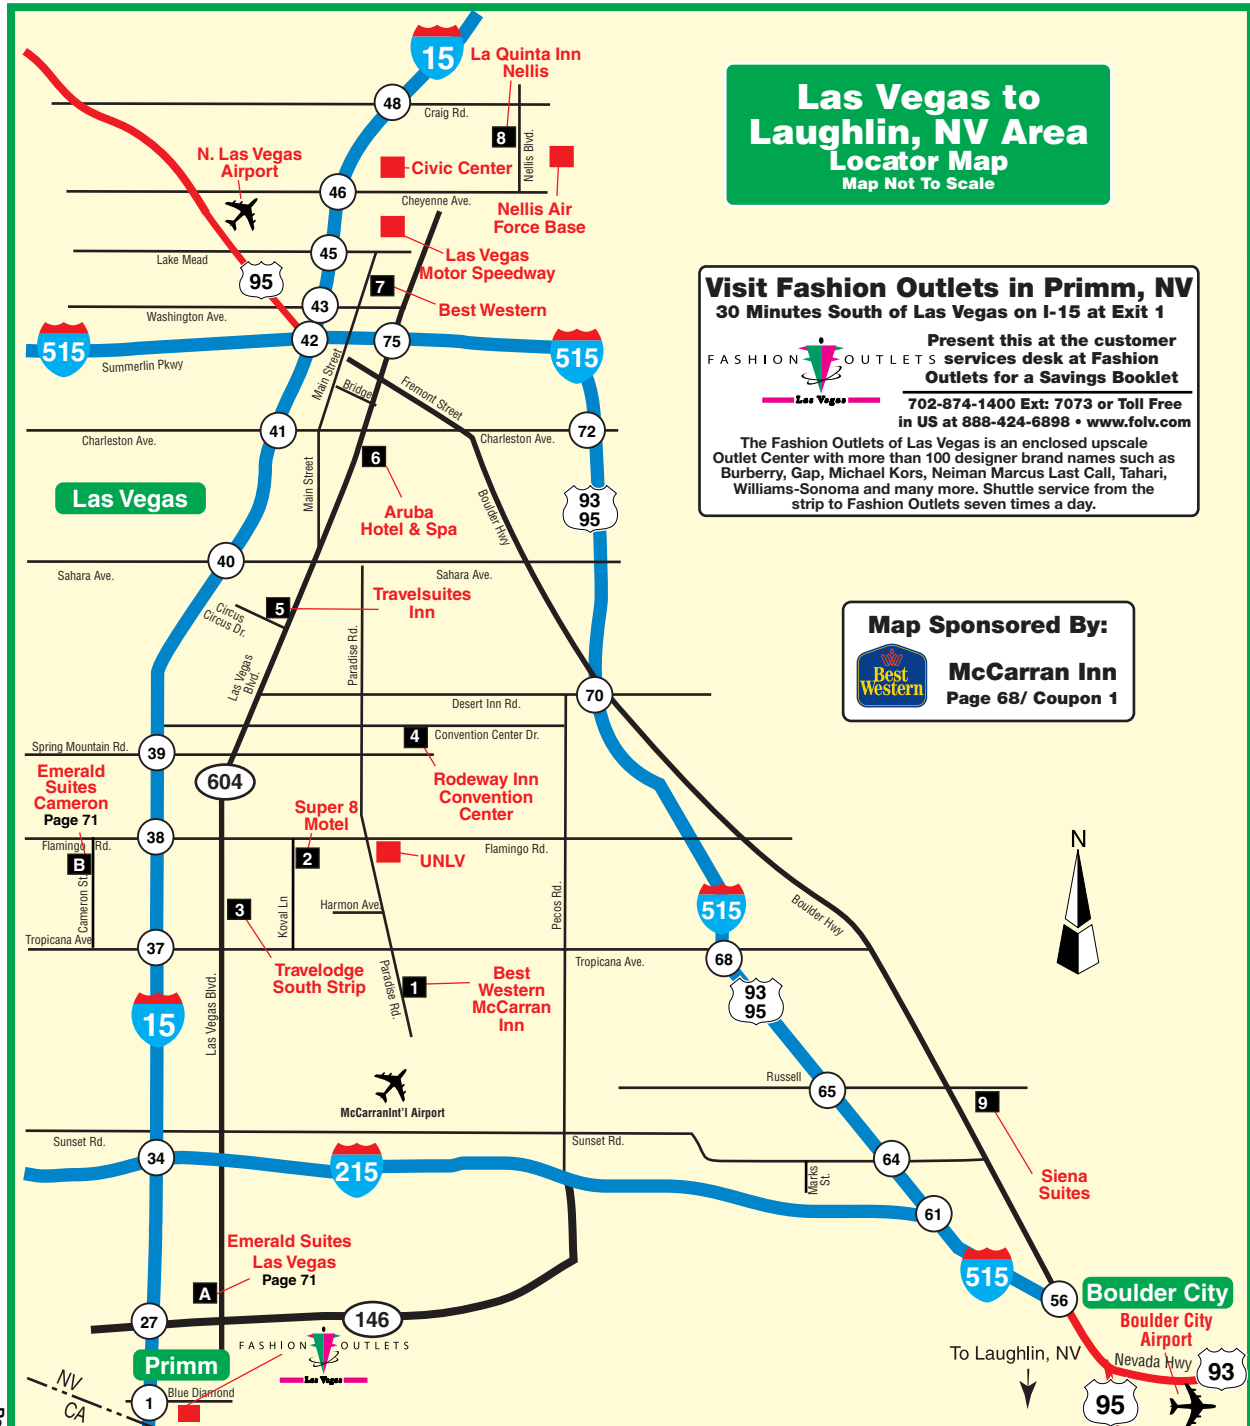 15
La Quinta Inn
Nellis
48
Craig Rd.
8
Nellis Blvd.
Las Vegas to
Laughlin, NV Area
Locator Map
Map Not To Scale
N. Las Vegas
Airport
Civic Center
46
Cheyenne Ave.
Nellis Air
Force Base
Lake Mead
45
Las Vegas
Motor Speedway
95
7
43
Best Western
Washington Ave.
515
42
75
515
Summerlin Pkwy
Main Street
Bridge
Fremont Street
Visit Fashion Outlets in Primm, NV
30 Minutes South of Las Vegas on I-15 at Exit 1
FASHION OUTLETS
Las Vegas
Present this at the customer
services desk at Fashion
Outlets for a Savings Booklet
702-874-1400 Ext: 7073 or Toll Free
in US at 888-424-6898 • www.folv.com
The Fashion Outlets of Las Vegas is an enclosed upscale
Outlet Center with more than 100 designer brand names such as
Burberry, Gap, Michael Kors, Neiman Marcus Last Call, Tahari,
Williams-Sonoma and many more. Shuttle service from the
strip to Fashion Outlets seven times a day.
41
72
Charleston Ave.
Charleston Ave.
6
Main Street
Las Vegas
Aruba
Hotel & Spa
Boulder Hwy
93
95
40
Sahara Ave.
Sahara Ave.
Circus
Circus Dr.
5
Travelsuites
Inn
Paradise Rd.
Las Vegas
Blvd.
Map Sponsored By:
Best
Western
McCarran Inn
Page 68/ Coupon 1
70
Desert Inn Rd.
4
Convention Center Dr.
Spring Mountain Rd.
39
604
Rodeway Inn
Convention
Center
Emerald
Suites
Cameron
Page 71
Super 8
Motel
38
Flamingo Rd.
Flamingo Rd.
B
2
UNLV
Cameron St.
3
Koval Ln
Harmon Ave.
Pecos Rd.
515
Boulder Hwy
N
Tropicana Ave
37
Tropicana Ave.
68
Travelodge
South Strip
Paradise Rd.
1
Best
Western
McCarran
Inn
93
95
15
Las Vegas Blvd.
McCarranInt'l Airport
Russell
65
9
Sunset Rd.
Sunset Rd.
34
215
64
Marks
St.
Siena
Suites
61
Emerald Suites
Las Vegas
Page 71
A
515
56
Boulder City
27
146
Boulder City
Airport
FASHION OUTLETS
Las Vegas
Primm
To Laughlin, NV
Nevada Hwy
93
NV
CA
1
Blue Diamond
95